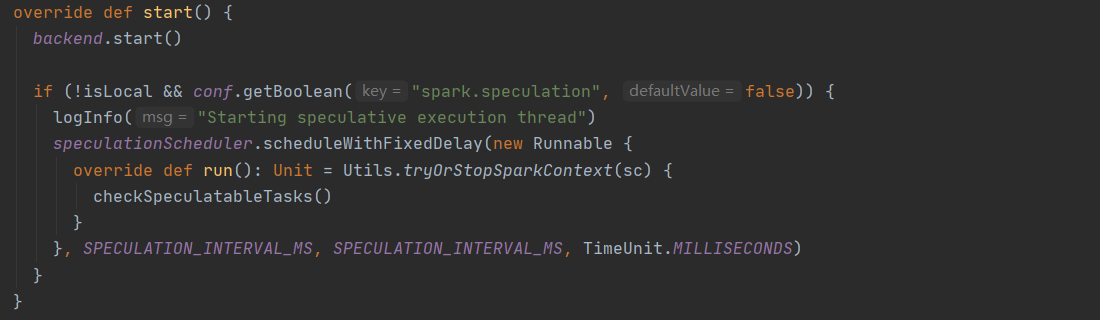 override def start() {
backend.start()
if (!isLocal && conf.getBoolean( key = "spark.speculation", defaultValue = false)) {
logInfo( msg = "Starting speculative execution thread")
speculationScheduler.scheduleWithFixedDelay(new Runnable {
override def run(): Unit = Utils.tryOrStopSparkContext(sc) {
checkSpeculatableTasks()
}
}, SPECULATION_INTERVAL_MS, SPECULATION_INTERVAL_MS, TimeUnit.MILLISECONDS)
}
}